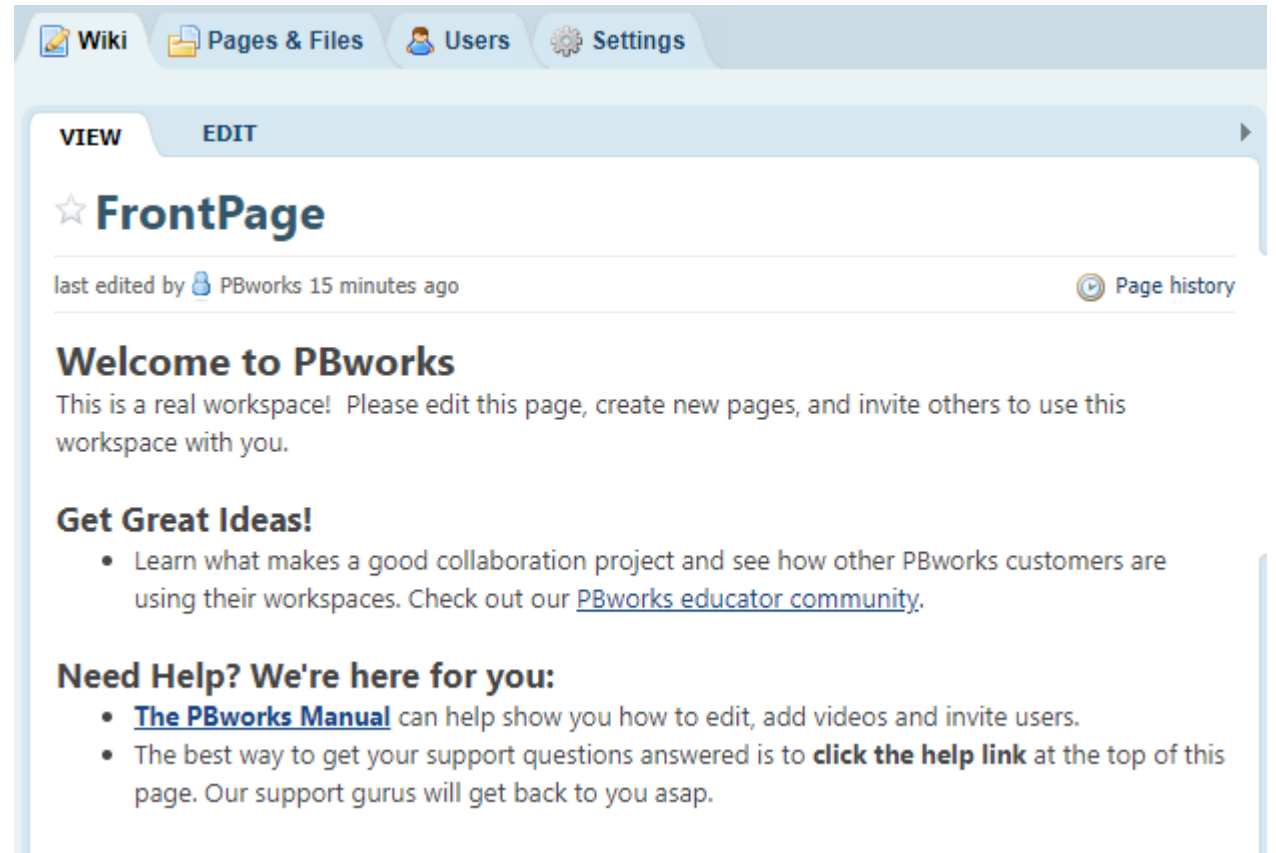 Wiki Pages & Files Users Settings
VIEW EDIT
FrontPage
last edited by PBworks 15 minutes ago Page history
Welcome to PBworks
This is a real workspace!  Please edit this page, create new pages, and invite others to use this
workspace with you.
Get Great Ideas!
• Learn what makes a good collaboration project and see how other PBworks customers are
using their workspaces. Check out our PBworks educator community.
Need Help? We're here for you:
• The PBworks Manual can help show you how to edit, add videos and invite users.
• The best way to get your support questions answered is to click the help link at the top of this
page. Our support gurus will get back to you asap.